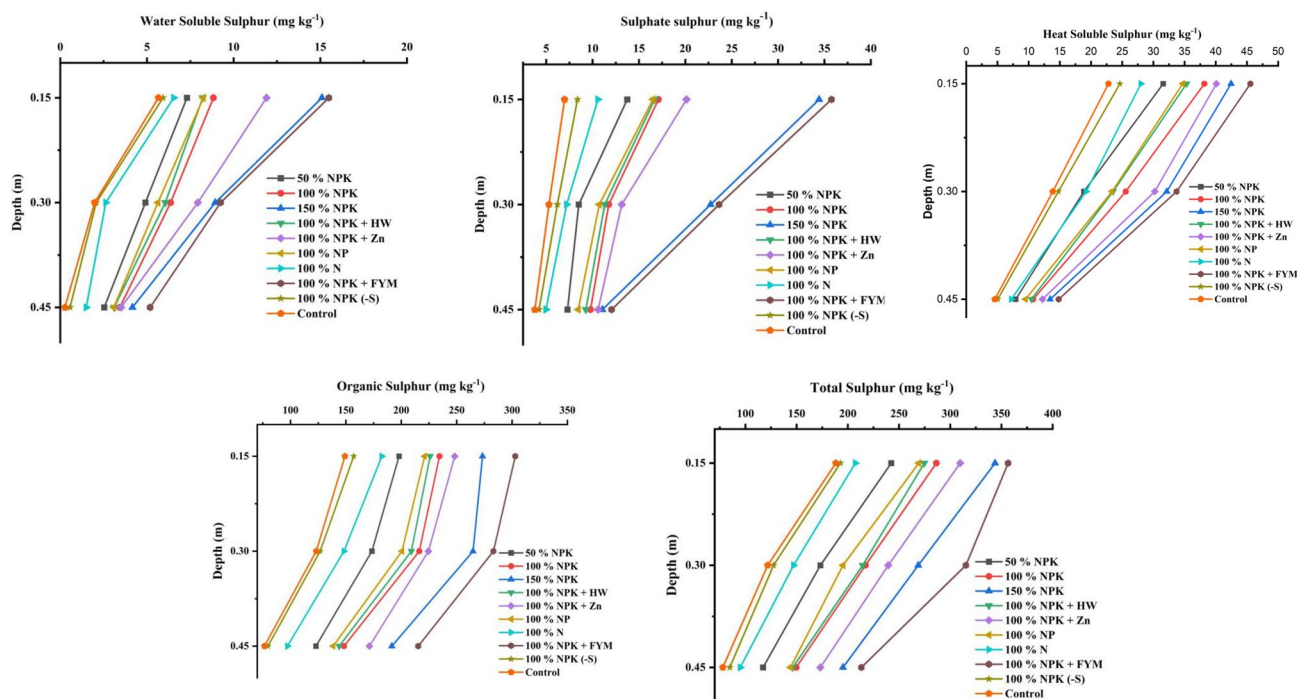 Water Soluble Sulphur (mg kg⁻¹)
0 5 10 15 20
Depth (m)
0.15
0.30
0.45
50 % NPK
100 % NPK
150 % NPK
100 % NPK + HW
100 % NPK + Zn
100 % NP
100 % N
100 % NPK + FYM
100 % NPK (-S)
Control
Sulphate sulphur (mg kg⁻¹)
5 10 15 20 25 30 35 40
Depth (m)
0.15
0.30
0.45
50 % NPK
100 % NPK
150 % NPK
100 % NPK + HW
100 % NPK + Zn
100 % NP
100 % N
100 % NPK + FYM
100 % NPK (-S)
Control
Heat Soluble Sulphur (mg kg⁻¹)
0 5 10 15 20 25 30 35 40 45 50
Depth (m)
0.15
0.30
0.45
50 % NPK
100 % NPK
150 % NPK
100 % NPK + HW
100 % NPK + Zn
100 % NP
100 % N
100 % NPK + FYM
100 % NPK (-S)
Control
Organic Sulphur (mg kg⁻¹)
100 150 200 250 300 350
Depth (m)
0.15
0.30
0.45
50 % NPK
100 % NPK
150 % NPK
100 % NPK + HW
100 % NPK + Zn
100 % NP
100 % N
100 % NPK + FYM
100 % NPK (-S)
Control
Total Sulphur (mg kg⁻¹)
100 150 200 250 300 350 400
Depth (m)
0.15
0.30
0.45
50 % NPK
100 % NPK
150 % NPK
100 % NPK + HW
100 % NPK + Zn
100 % NP
100 % N
100 % NPK + FYM
100 % NPK (-S)
Control